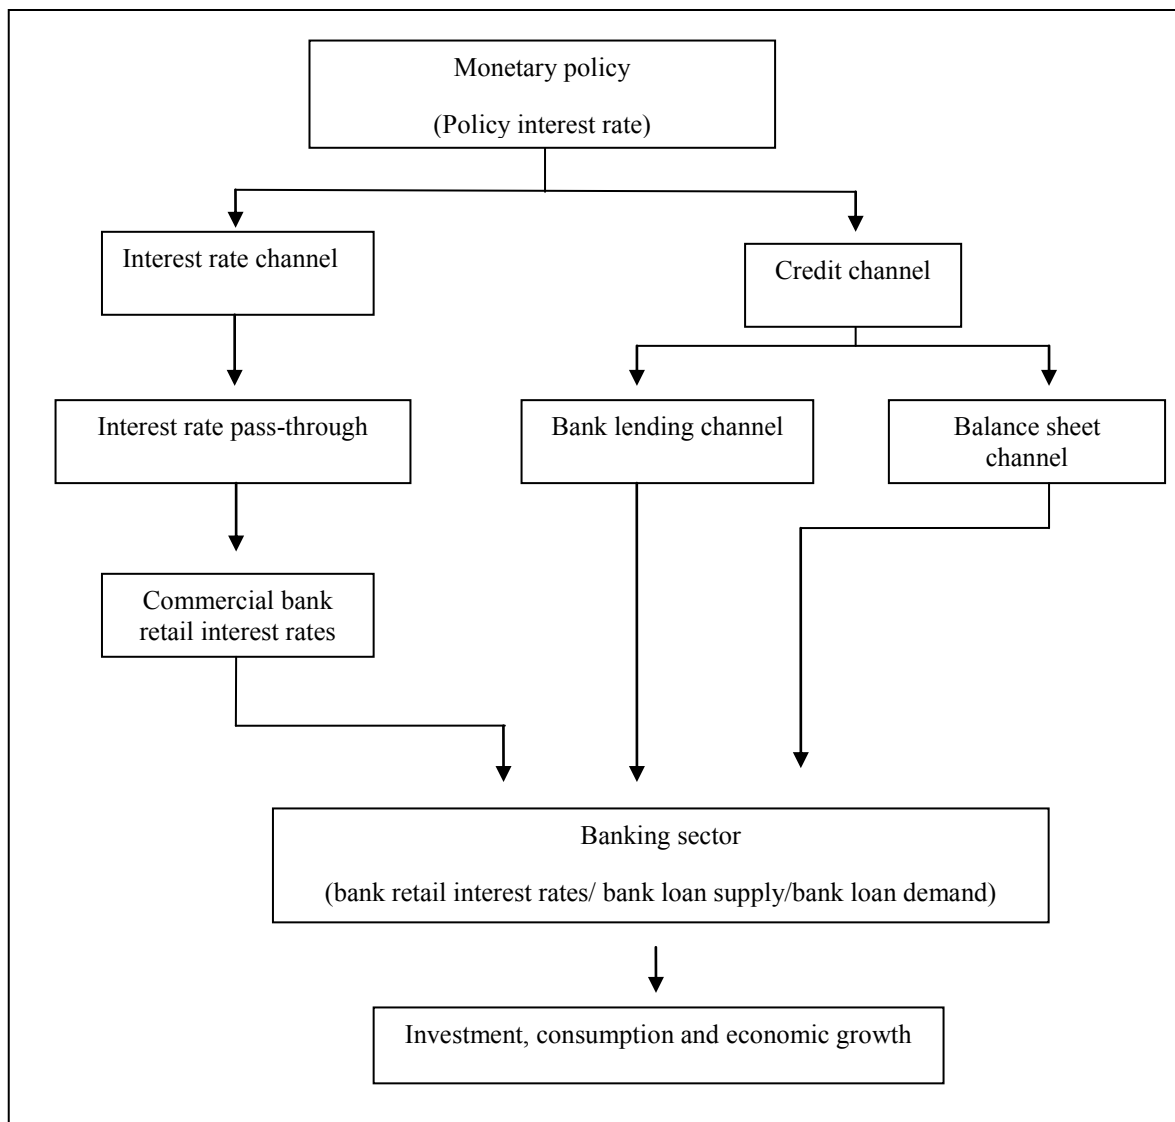 Monetary policy
(Policy interest rate)
Interest rate channel
Credit channel
Interest rate pass-through
Bank lending channel
Balance sheet
channel
Commercial bank
retail interest rates
Banking sector
(bank retail interest rates/ bank loan supply/bank loan demand)
Investment, consumption and economic growth